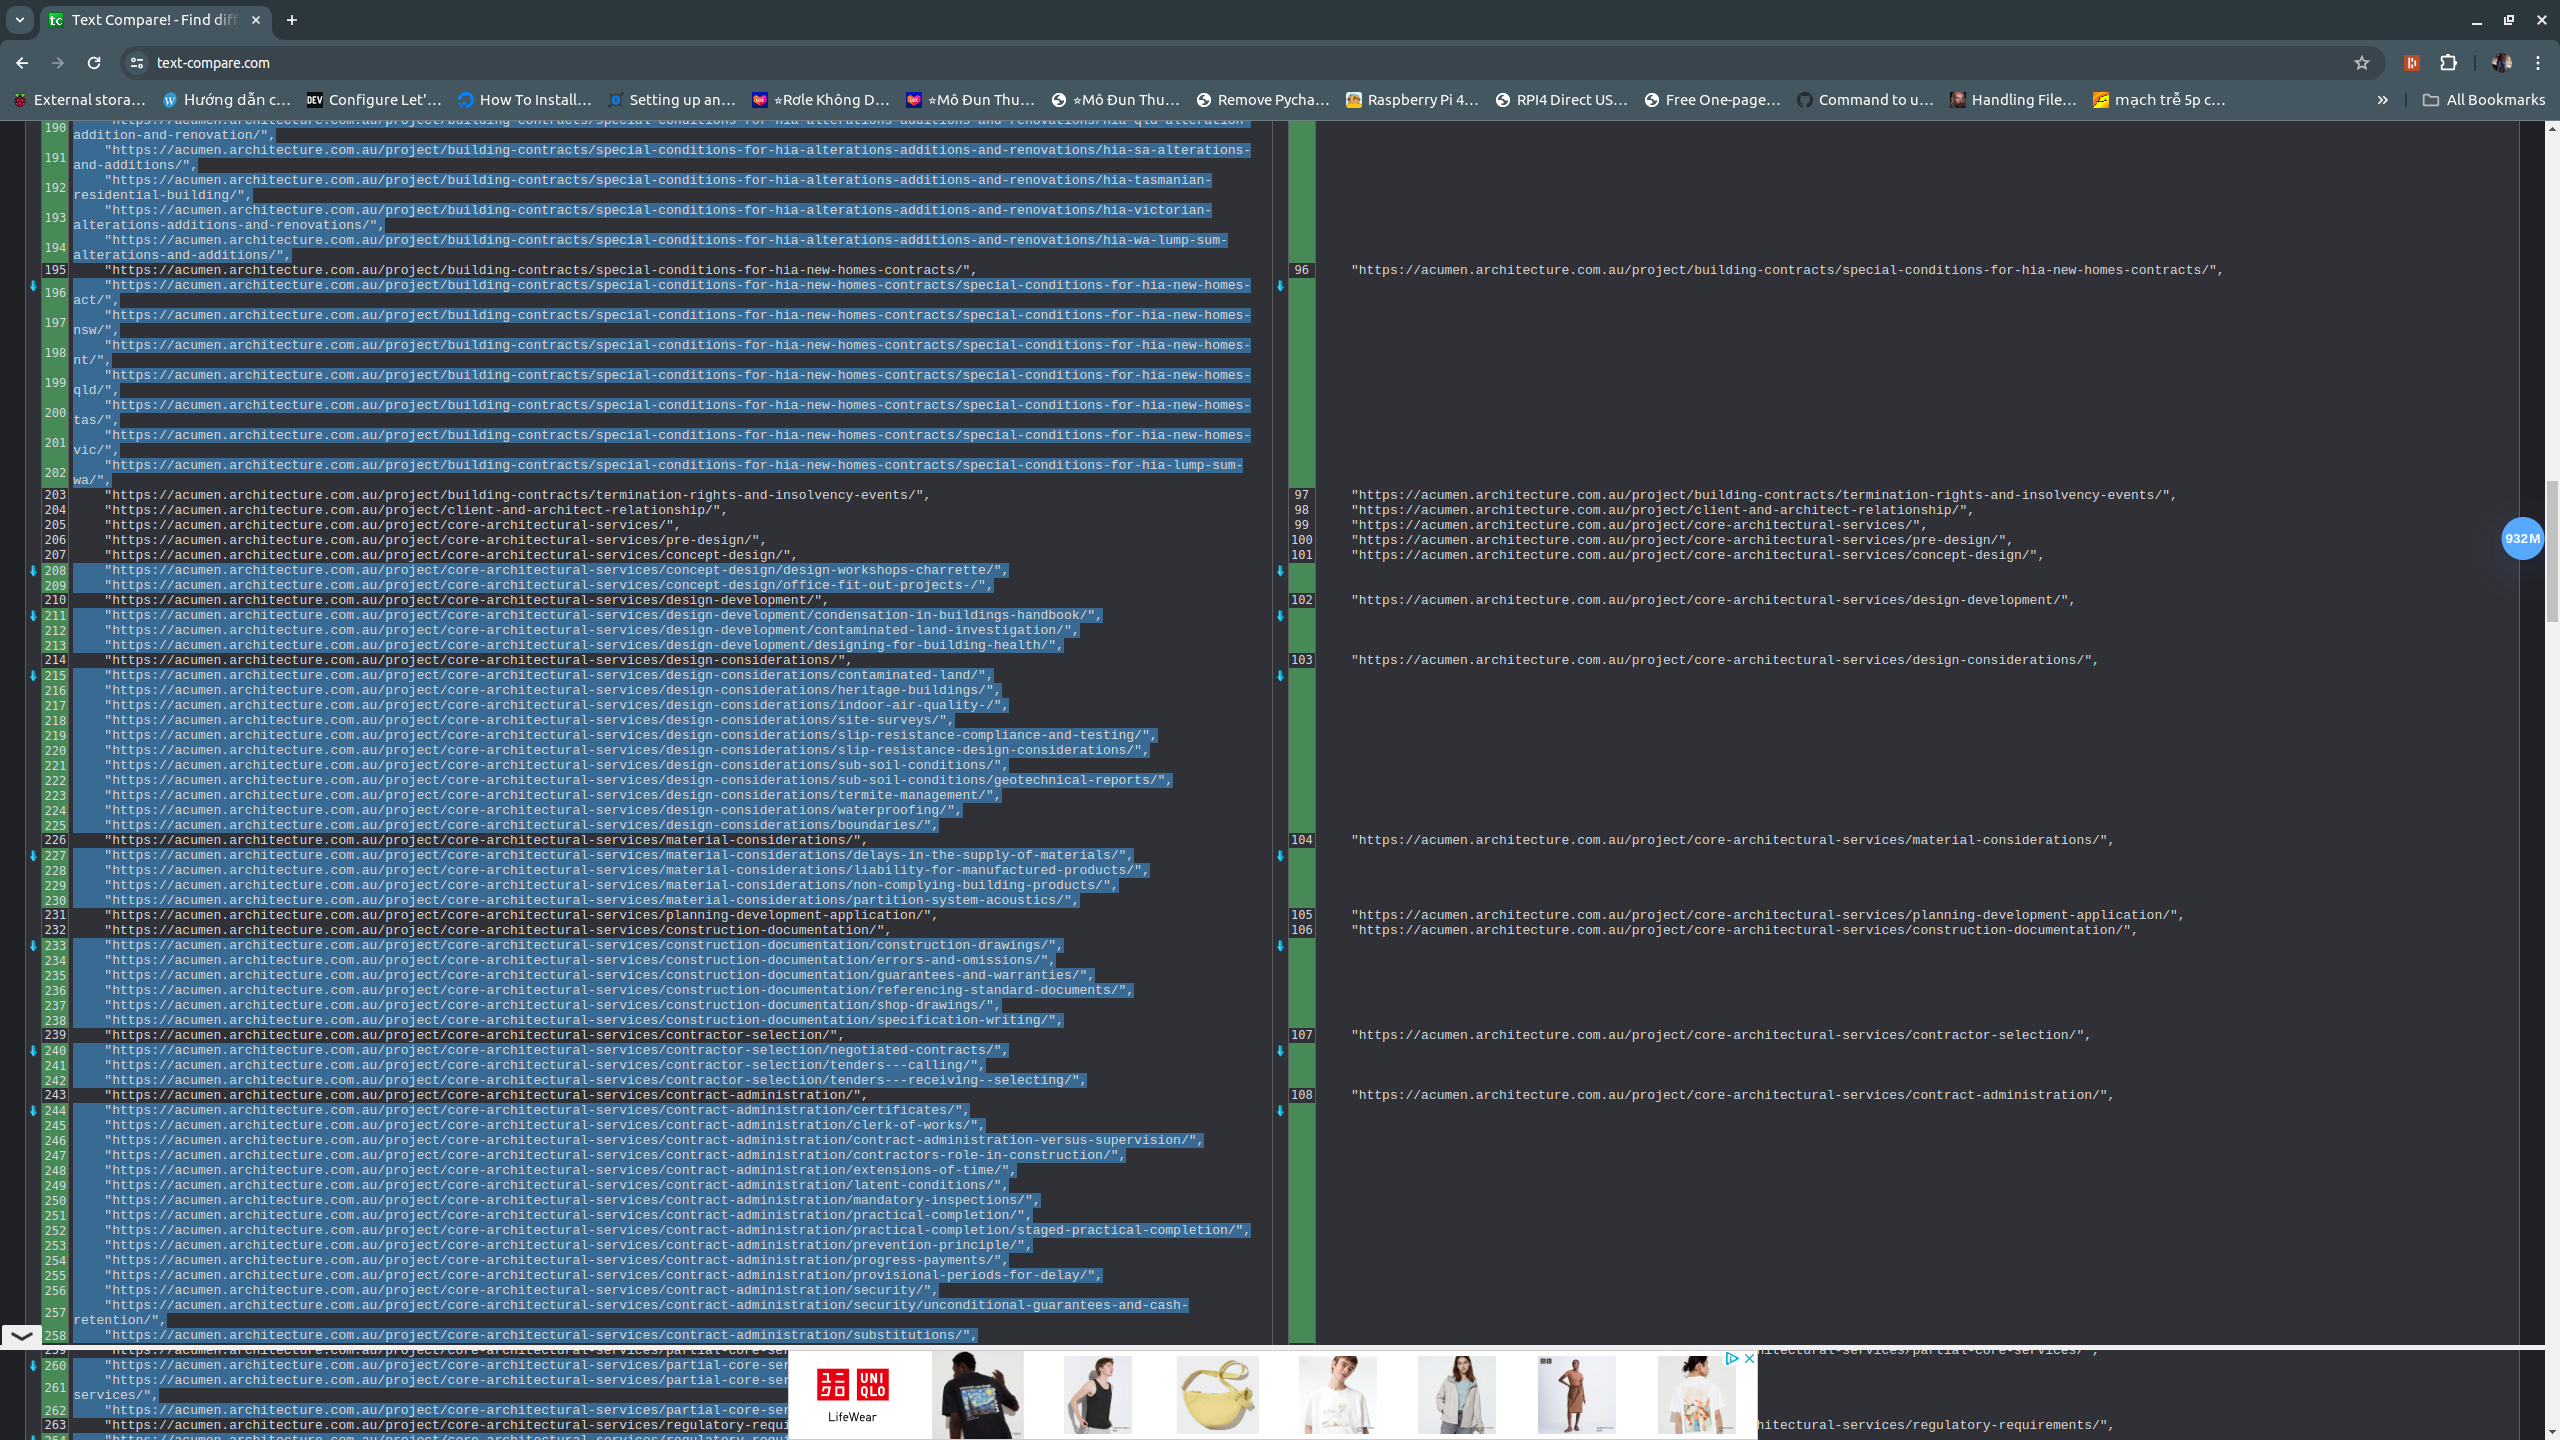 Text Compare! - Find diff
text-compare.com
External stora…
Hướng dẫn c…
Configure Let'…
How To Install…
Setting up an…
⭐Rơle Không D…
⭐Mô Đun Thu…
⭐Mô Đun Thu…
Remove Pycha…
Raspberry Pi 4…
RPI4 Direct US…
Free One-page…
Command to u…
Handling File…
mạch trễ 5p c…
All Bookmarks
190 "https://acumen.architecture.com.au/project/building-contracts/special-conditions-for-hia-alterations-additions-and-renovations/hia-qld-alteration-
addition-and-renovation/",
191 "https://acumen.architecture.com.au/project/building-contracts/special-conditions-for-hia-alterations-additions-and-renovations/hia-sa-alterations-
and-additions/",
192 "https://acumen.architecture.com.au/project/building-contracts/special-conditions-for-hia-alterations-additions-and-renovations/hia-tasmanian-
residential-building/",
193 "https://acumen.architecture.com.au/project/building-contracts/special-conditions-for-hia-alterations-additions-and-renovations/hia-victorian-
alterations-additions-and-renovations/",
194 "https://acumen.architecture.com.au/project/building-contracts/special-conditions-for-hia-alterations-additions-and-renovations/hia-wa-lump-sum-
alterations-and-additions/",
195 "https://acumen.architecture.com.au/project/building-contracts/special-conditions-for-hia-new-homes-contracts/",
96 "https://acumen.architecture.com.au/project/building-contracts/special-conditions-for-hia-new-homes-contracts/",
196 "https://acumen.architecture.com.au/project/building-contracts/special-conditions-for-hia-new-homes-contracts/special-conditions-for-hia-new-homes-
act/",
197 "https://acumen.architecture.com.au/project/building-contracts/special-conditions-for-hia-new-homes-contracts/special-conditions-for-hia-new-homes-
nsw/",
198 "https://acumen.architecture.com.au/project/building-contracts/special-conditions-for-hia-new-homes-contracts/special-conditions-for-hia-new-homes-
nt/",
199 "https://acumen.architecture.com.au/project/building-contracts/special-conditions-for-hia-new-homes-contracts/special-conditions-for-hia-new-homes-
qld/",
200 "https://acumen.architecture.com.au/project/building-contracts/special-conditions-for-hia-new-homes-contracts/special-conditions-for-hia-new-homes-
tas/",
201 "https://acumen.architecture.com.au/project/building-contracts/special-conditions-for-hia-new-homes-contracts/special-conditions-for-hia-new-homes-
vic/",
202 "https://acumen.architecture.com.au/project/building-contracts/special-conditions-for-hia-new-homes-contracts/special-conditions-for-hia-lump-sum-
wa/",
203 "https://acumen.architecture.com.au/project/building-contracts/termination-rights-and-insolvency-events/",
97 "https://acumen.architecture.com.au/project/building-contracts/termination-rights-and-insolvency-events/",
204 "https://acumen.architecture.com.au/project/client-and-architect-relationship/",
98 "https://acumen.architecture.com.au/project/client-and-architect-relationship/",
205 "https://acumen.architecture.com.au/project/core-architectural-services/",
99 "https://acumen.architecture.com.au/project/core-architectural-services/",
206 "https://acumen.architecture.com.au/project/core-architectural-services/pre-design/",
100 "https://acumen.architecture.com.au/project/core-architectural-services/pre-design/",
207 "https://acumen.architecture.com.au/project/core-architectural-services/concept-design/",
101 "https://acumen.architecture.com.au/project/core-architectural-services/concept-design/",
932M
208 "https://acumen.architecture.com.au/project/core-architectural-services/concept-design/design-workshops-charrette/",
209 "https://acumen.architecture.com.au/project/core-architectural-services/concept-design/office-fit-out-projects-/",
210 "https://acumen.architecture.com.au/project/core-architectural-services/design-development/",
102 "https://acumen.architecture.com.au/project/core-architectural-services/design-development/",
211 "https://acumen.architecture.com.au/project/core-architectural-services/design-development/condensation-in-buildings-handbook/",
212 "https://acumen.architecture.com.au/project/core-architectural-services/design-development/contaminated-land-investigation/",
213 "https://acumen.architecture.com.au/project/core-architectural-services/design-development/designing-for-building-health/",
214 "https://acumen.architecture.com.au/project/core-architectural-services/design-considerations/",
103 "https://acumen.architecture.com.au/project/core-architectural-services/design-considerations/",
215 "https://acumen.architecture.com.au/project/core-architectural-services/design-considerations/contaminated-land/",
216 "https://acumen.architecture.com.au/project/core-architectural-services/design-considerations/heritage-buildings/",
217 "https://acumen.architecture.com.au/project/core-architectural-services/design-considerations/indoor-air-quality-/",
218 "https://acumen.architecture.com.au/project/core-architectural-services/design-considerations/site-surveys/",
219 "https://acumen.architecture.com.au/project/core-architectural-services/design-considerations/slip-resistance-compliance-and-testing/",
220 "https://acumen.architecture.com.au/project/core-architectural-services/design-considerations/slip-resistance-design-considerations/",
221 "https://acumen.architecture.com.au/project/core-architectural-services/design-considerations/sub-soil-conditions/",
222 "https://acumen.architecture.com.au/project/core-architectural-services/design-considerations/sub-soil-conditions/geotechnical-reports/",
223 "https://acumen.architecture.com.au/project/core-architectural-services/design-considerations/termite-management/",
224 "https://acumen.architecture.com.au/project/core-architectural-services/design-considerations/waterproofing/",
225 "https://acumen.architecture.com.au/project/core-architectural-services/design-considerations/boundaries/",
226 "https://acumen.architecture.com.au/project/core-architectural-services/material-considerations/",
104 "https://acumen.architecture.com.au/project/core-architectural-services/material-considerations/",
227 "https://acumen.architecture.com.au/project/core-architectural-services/material-considerations/delays-in-the-supply-of-materials/",
228 "https://acumen.architecture.com.au/project/core-architectural-services/material-considerations/liability-for-manufactured-products/",
229 "https://acumen.architecture.com.au/project/core-architectural-services/material-considerations/non-complying-building-products/",
230 "https://acumen.architecture.com.au/project/core-architectural-services/material-considerations/partition-system-acoustics/",
231 "https://acumen.architecture.com.au/project/core-architectural-services/planning-development-application/",
105 "https://acumen.architecture.com.au/project/core-architectural-services/planning-development-application/",
232 "https://acumen.architecture.com.au/project/core-architectural-services/construction-documentation/",
106 "https://acumen.architecture.com.au/project/core-architectural-services/construction-documentation/",
233 "https://acumen.architecture.com.au/project/core-architectural-services/construction-documentation/construction-drawings/",
234 "https://acumen.architecture.com.au/project/core-architectural-services/construction-documentation/errors-and-omissions/",
235 "https://acumen.architecture.com.au/project/core-architectural-services/construction-documentation/guarantees-and-warranties/",
236 "https://acumen.architecture.com.au/project/core-architectural-services/construction-documentation/referencing-standard-documents/",
237 "https://acumen.architecture.com.au/project/core-architectural-services/construction-documentation/shop-drawings/",
238 "https://acumen.architecture.com.au/project/core-architectural-services/construction-documentation/specification-writing/",
239 "https://acumen.architecture.com.au/project/core-architectural-services/contractor-selection/",
107 "https://acumen.architecture.com.au/project/core-architectural-services/contractor-selection/",
240 "https://acumen.architecture.com.au/project/core-architectural-services/contractor-selection/negotiated-contracts/",
241 "https://acumen.architecture.com.au/project/core-architectural-services/contractor-selection/tenders---calling/",
242 "https://acumen.architecture.com.au/project/core-architectural-services/contractor-selection/tenders---receiving--selecting/",
243 "https://acumen.architecture.com.au/project/core-architectural-services/contract-administration/",
108 "https://acumen.architecture.com.au/project/core-architectural-services/contract-administration/",
244 "https://acumen.architecture.com.au/project/core-architectural-services/contract-administration/certificates/",
245 "https://acumen.architecture.com.au/project/core-architectural-services/contract-administration/clerk-of-works/",
246 "https://acumen.architecture.com.au/project/core-architectural-services/contract-administration/contract-administration-versus-supervision/",
247 "https://acumen.architecture.com.au/project/core-architectural-services/contract-administration/contractors-role-in-construction/",
248 "https://acumen.architecture.com.au/project/core-architectural-services/contract-administration/extensions-of-time/",
249 "https://acumen.architecture.com.au/project/core-architectural-services/contract-administration/latent-conditions/",
250 "https://acumen.architecture.com.au/project/core-architectural-services/contract-administration/mandatory-inspections/",
251 "https://acumen.architecture.com.au/project/core-architectural-services/contract-administration/practical-completion/",
252 "https://acumen.architecture.com.au/project/core-architectural-services/contract-administration/practical-completion/staged-practical-completion/",
253 "https://acumen.architecture.com.au/project/core-architectural-services/contract-administration/prevention-principle/",
254 "https://acumen.architecture.com.au/project/core-architectural-services/contract-administration/progress-payments/",
255 "https://acumen.architecture.com.au/project/core-architectural-services/contract-administration/provisional-periods-for-delay/",
256 "https://acumen.architecture.com.au/project/core-architectural-services/contract-administration/security/",
257 "https://acumen.architecture.com.au/project/core-architectural-services/contract-administration/security/unconditional-guarantees-and-cash-
retention/",
258 "https://acumen.architecture.com.au/project/core-architectural-services/contract-administration/substitutions/",
259 "https://acumen.architecture.com.au/project/core-architectural-services/partial-core-ser
hitectural-services/partial-core-services/",
260 "https://acumen.architecture.com.au/project/core-architectural-services/partial-core-ser
261 "https://acumen.architecture.com.au/project/core-architectural-services/partial-core-ser
services/",
262 "https://acumen.architecture.com.au/project/core-architectural-services/partial-core-ser
263 "https://acumen.architecture.com.au/project/core-architectural-services/regulatory-requi
hitectural-services/regulatory-requirements/",
264 "https://acumen.architecture.com.au/project/core-architectural-services/regulatory-requi
ユニクロ
UNIQLO
LifeWear